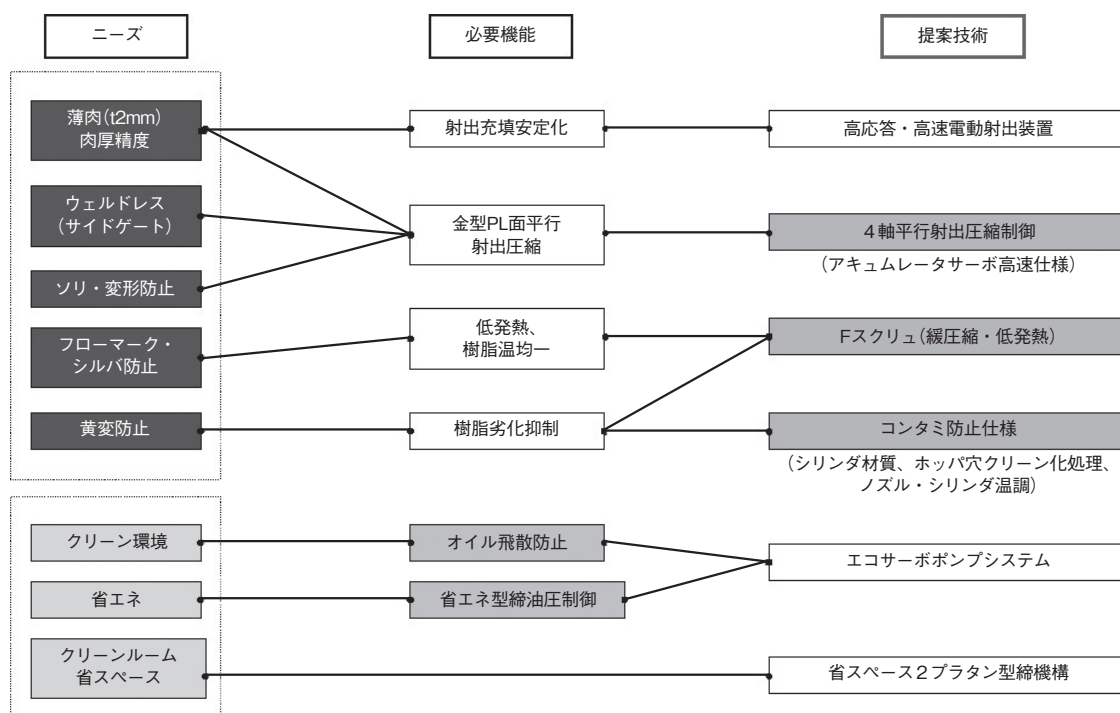 ニーズ
必要機能
提案技術
薄肉（t2mm）
肉厚精度
射出充填安定化
高応答・高速電動射出装置
ウェルドレス
（サイドゲート）
金型PL面平行
射出圧縮
４軸平行射出圧縮制御
（アキュムレータサーボ高速仕様）
ソリ・変形防止
フローマーク・
シルバ防止
低発熱、
樹脂温均一
Fスクリュ（緩圧縮・低発熱）
黄変防止
樹脂劣化抑制
コンタミ防止仕様
（シリンダ材質、ホッパ穴クリーン化処理、
ノズル・シリンダ温調）
クリーン環境
オイル飛散防止
エコサーボポンプシステム
省エネ
省エネ型締油圧制御
クリーンルーム
省スペース
省スペース２プラタン型締機構